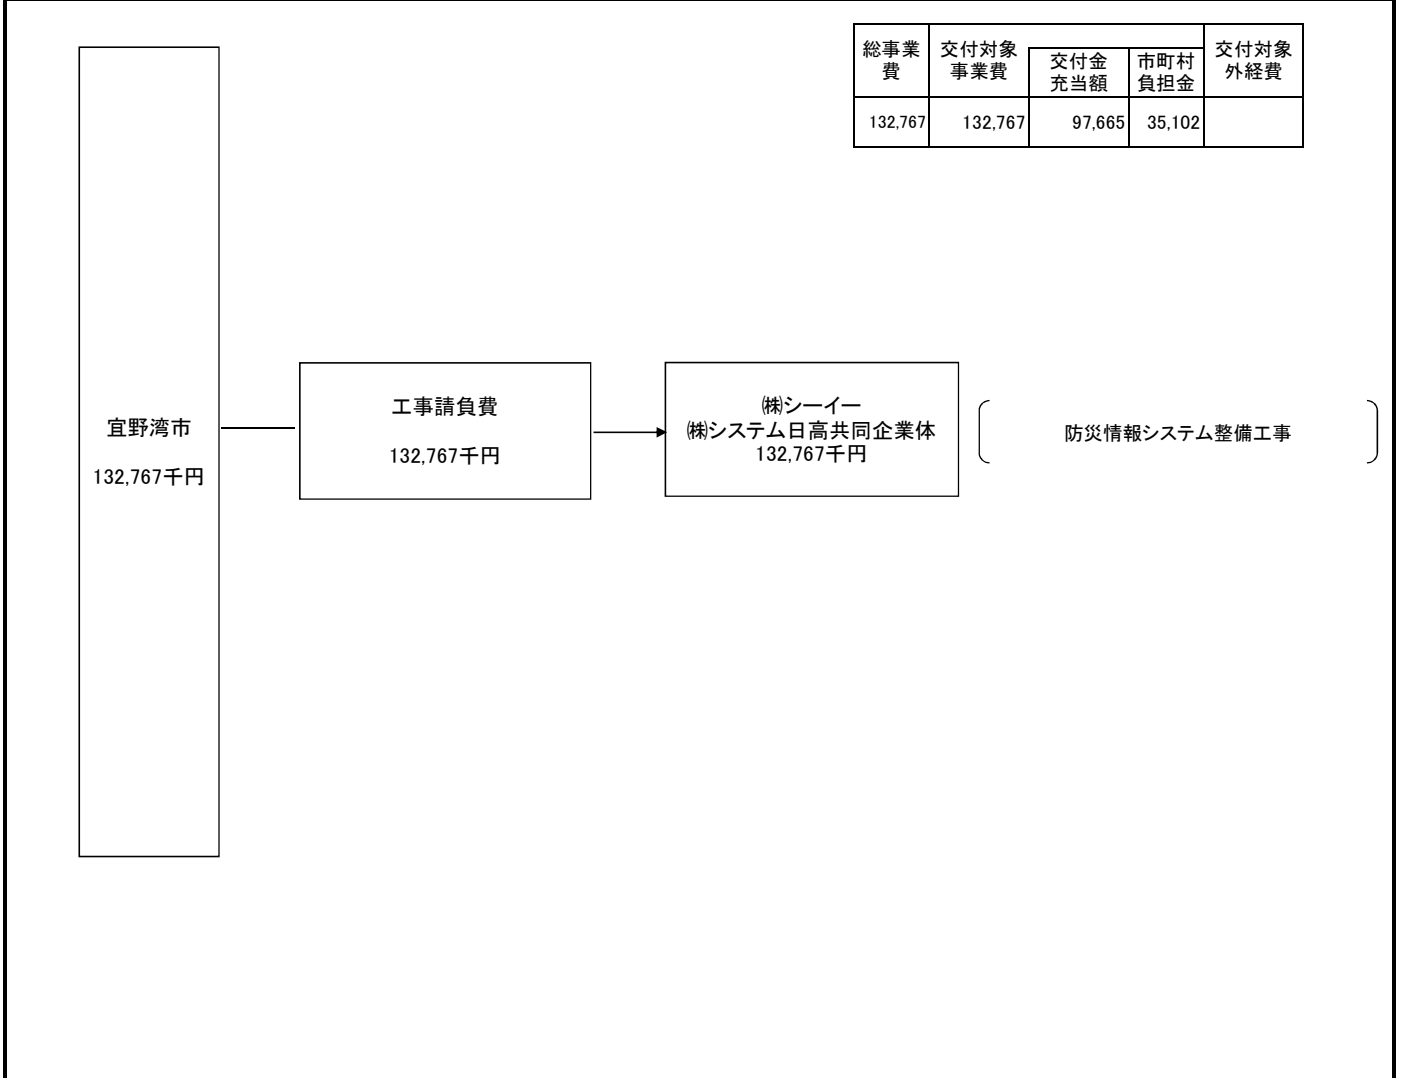 総事業
費
交付対象
事業費
交付金
充当額
市町村
負担金
交付対象
外経費
132,767
132,767
97,665
35,102
宜野湾市
132,767千円
工事請負費
132,767千円
㈱シーイー
㈱システム日高共同企業体
132,767千円
防災情報システム整備工事